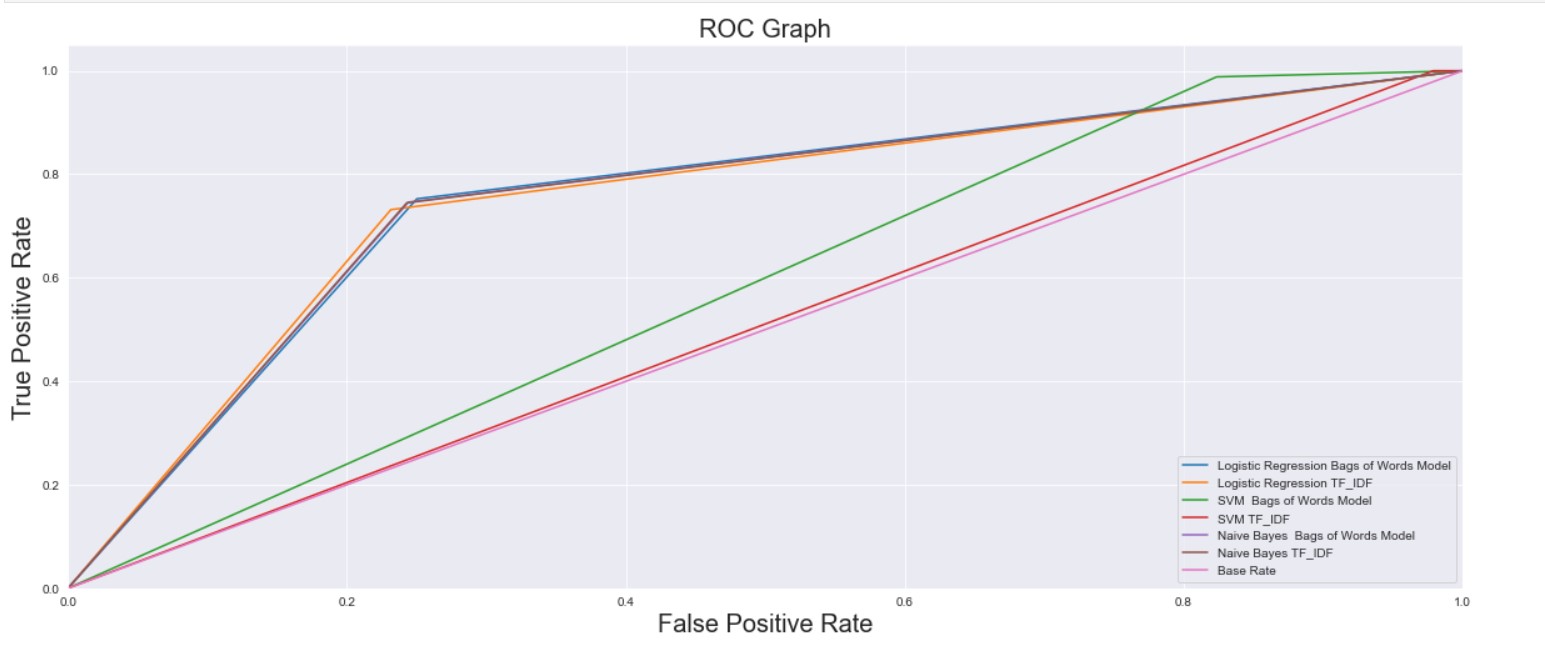 ROC Graph
1.0
0.8
0.6
0.4
0.2
0.0
True Positive Rate
0.0 0.2 0.4 0.6 0.8 1.0
False Positive Rate
Logistic Regression Bags of Words Model
Logistic Regression TF_IDF
SVM  Bags of Words Model
SVM TF_IDF
Naive Bayes  Bags of Words Model
Naive Bayes TF_IDF
Base Rate